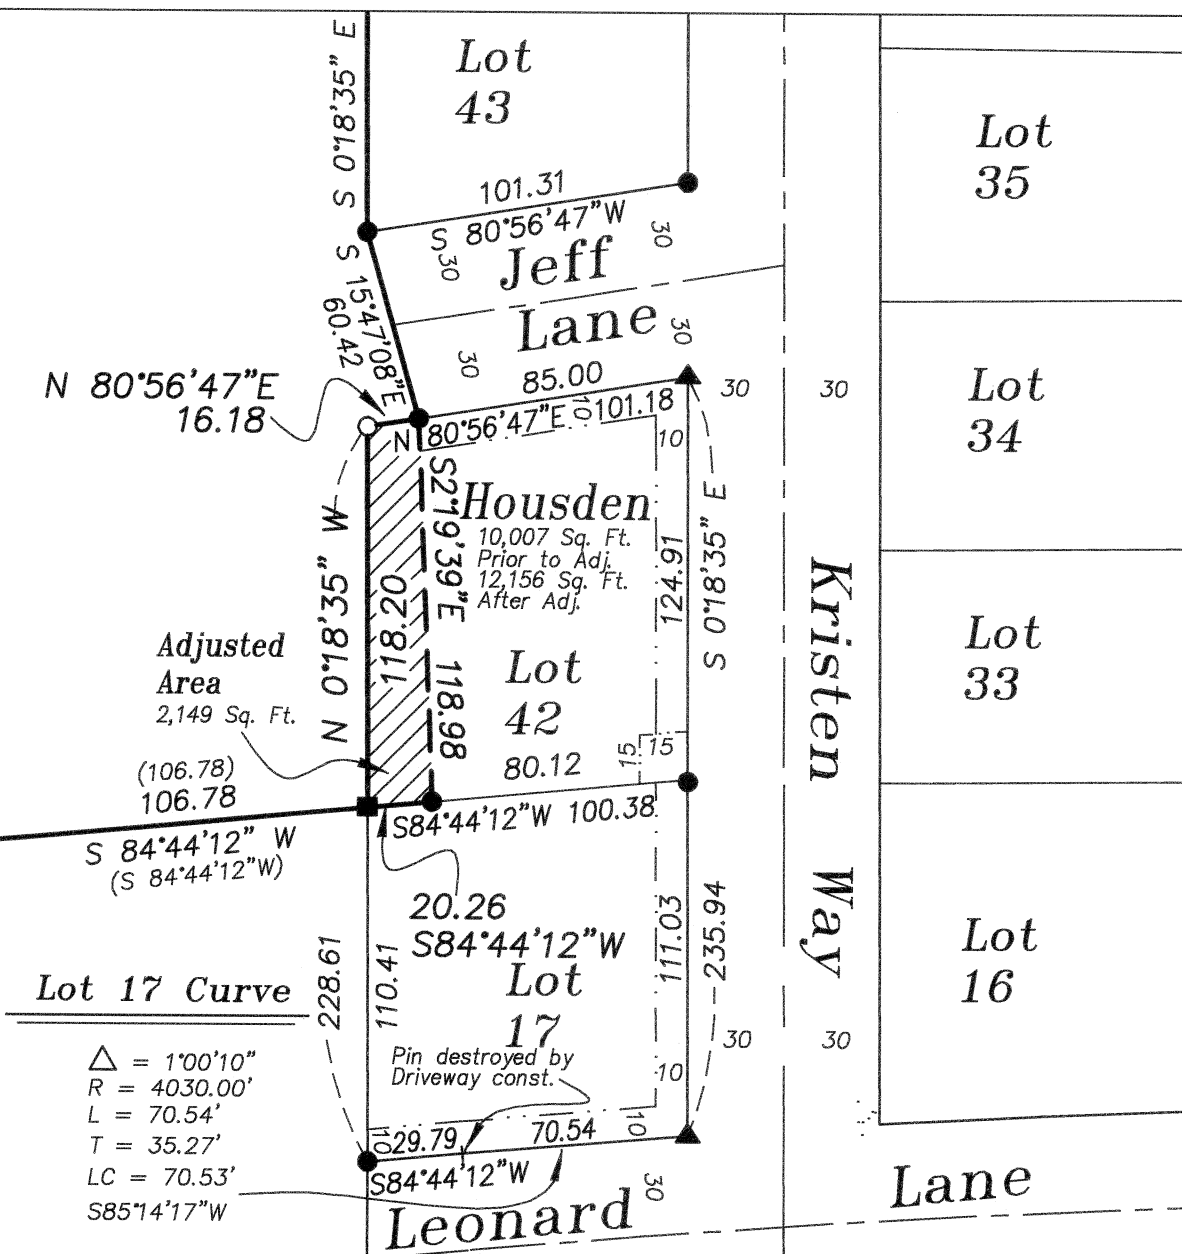 S 0°18'35" E
Lot
43
Lot
35
101.31
S 80°56'47"W
30
30
Jeff
Lane
S 15°47'08"E
60.42
30
30
N 80°56'47"E
16.18
85.00
N 80°56'47"E 101.18
10
10
30
30
Lot
34
Housden
10,007 Sq. Ft.
Prior to Adj.
12,156 Sq. Ft.
After Adj.
N 0°18'35" W
118.20
S2°19'39"E 118.98
124.91
S 0°18'35" E
Kristen Way
Lot
33
Adjusted
Area
2,149 Sq. Ft.
Lot
42
15
15
80.12
(106.78)
106.78
S 84°44'12" W
(S 84°44'12"W)
S84°44'12"W 100.38
20.26
S84°44'12"W
Lot
17
111.03
235.94
Lot
16
228.61
110.41
Lot 17 Curve
△ = 1°00'10"
R = 4030.00'
L = 70.54'
T = 35.27'
LC = 70.53'
S85°14'17"W
Pin destroyed by
Driveway const.
10
30
30
10
29.79
70.54
10
S84°44'12"W
30
Leonard Lane